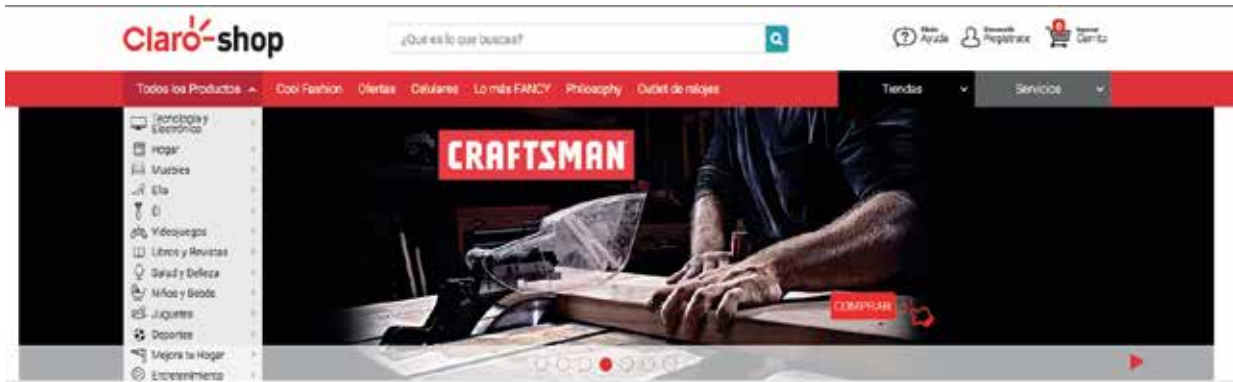 Claro-shop
¿Qué es lo que buscas?
Ayuda
Regístrate
0
Carrito
Todos los Productos
Cool Fashion
Ofertas
Celulares
Lo más FANCY
Philosophy
Outlet de relojes
Tiendas
Servicios
Tecnología y
Electrónica
Hogar
Muebles
Ella
Él
Videojuegos
Libros y Revistas
Salud y Belleza
Niños y Bebés
Juguetes
Deportes
Mejora tu Hogar
Entretenimiento
CRAFTSMAN
COMPRAR